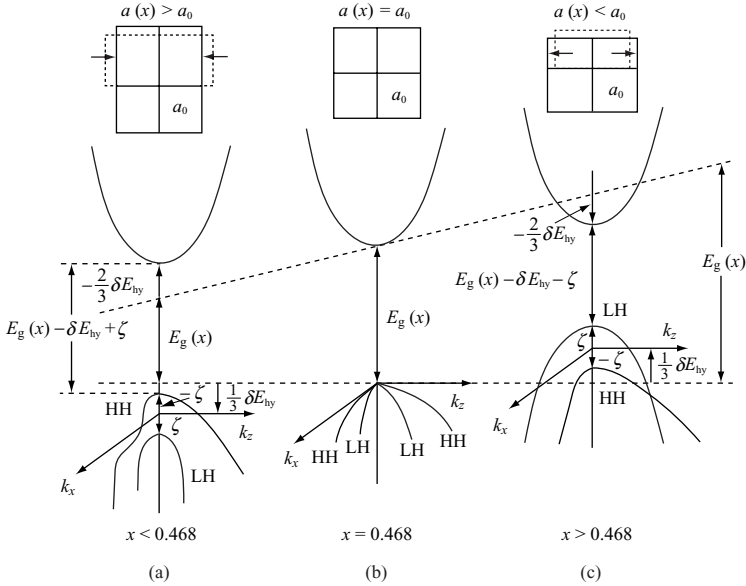 a (x) > a₀
a (x) = a₀
a (x) < a₀
a₀
a₀
a₀
−2/3 δE_hy
E_g (x) − δE_hy + ζ
E_g (x)
HH
− ζ
1/3 δE_hy
ζ
k_z
k_x
LH
E_g (x)
k_z
k_x
HH
LH
LH
HH
−2/3 δE_hy
E_g (x) − δE_hy − ζ
E_g (x)
LH
ζ
k_z
− ζ
1/3 δE_hy
HH
k_x
x < 0.468
x = 0.468
x > 0.468
(a)
(b)
(c)